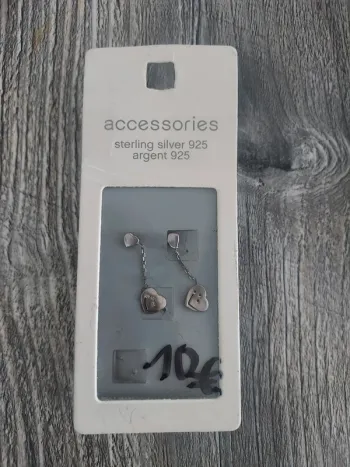 accessories
sterling silver 925
argent 925
10€